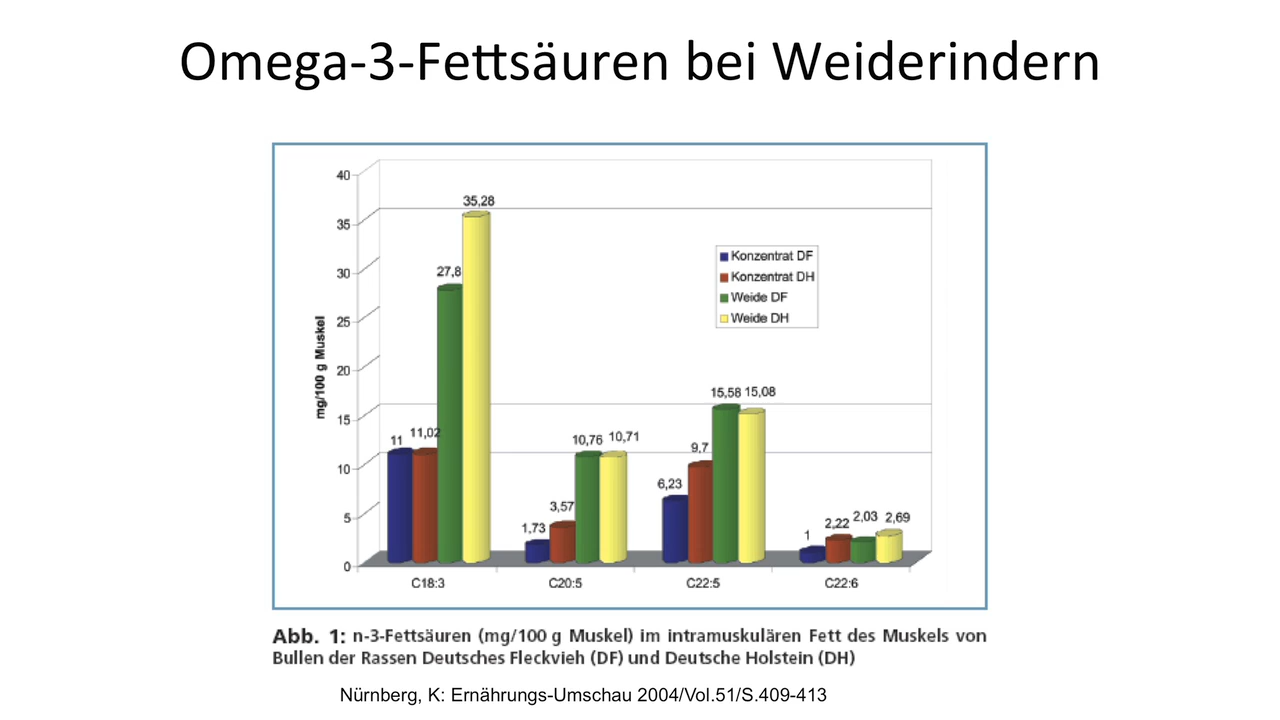 Omega-3-Fettsäuren bei Weiderindern
40
35
30
25
20
15
10
5
0
mg/100 g Muskel
35,28
27,8
11
11,02
1,73
3,57
10,76
10,71
6,23
9,7
15,58
15,08
1
2,22
2,03
2,69
Konzentrat DF
Konzentrat DH
Weide DF
Weide DH
C18:3
C20:5
C22:5
C22:6
Abb. 1: n-3-Fettsäuren (mg/100 g Muskel) im intramuskulären Fett des Muskels von
Bullen der Rassen Deutsches Fleckvieh (DF) und Deutsche Holstein (DH)
Nürnberg, K: Ernährungs-Umschau 2004/Vol.51/S.409-413